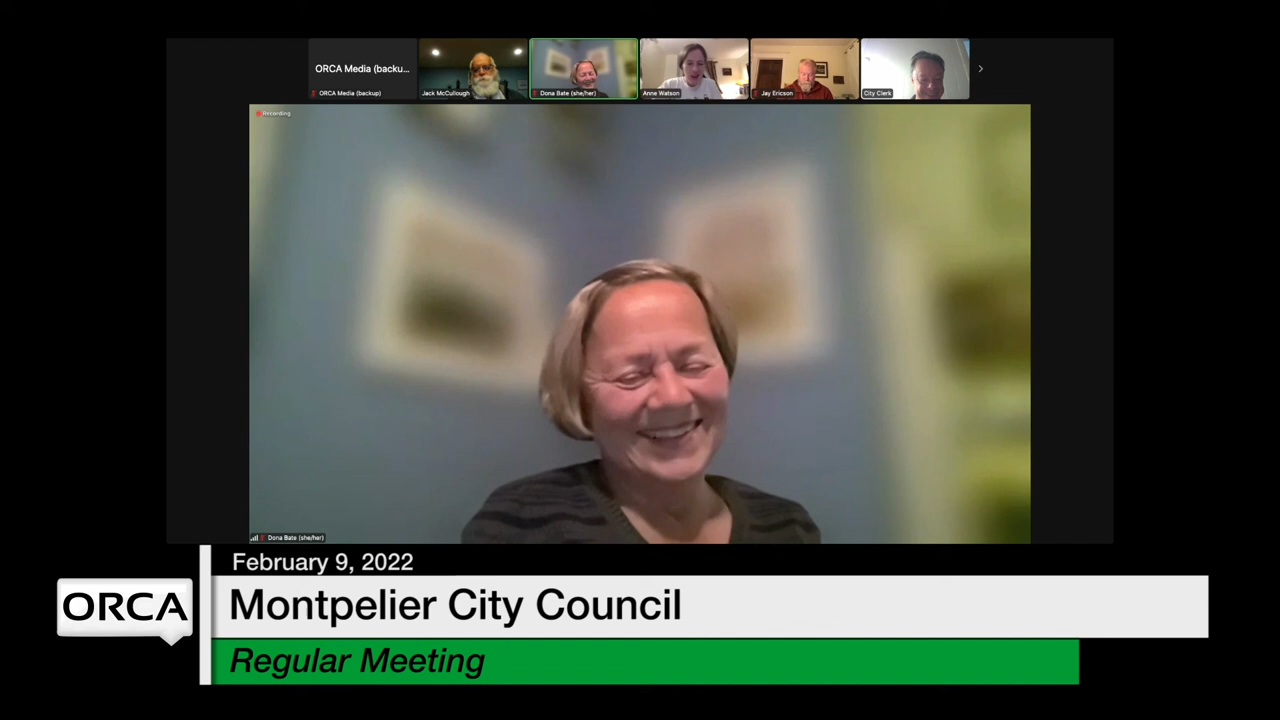 ORCA Media (backu...
ORCA Media (backup)
Jack McCullough
Dona Bate (she/her)
Anne Watson
Jay Ericson
City Clerk
Recording
Dona Bate (she/her)
February 9, 2022
ORCA
Montpelier City Council
Regular Meeting